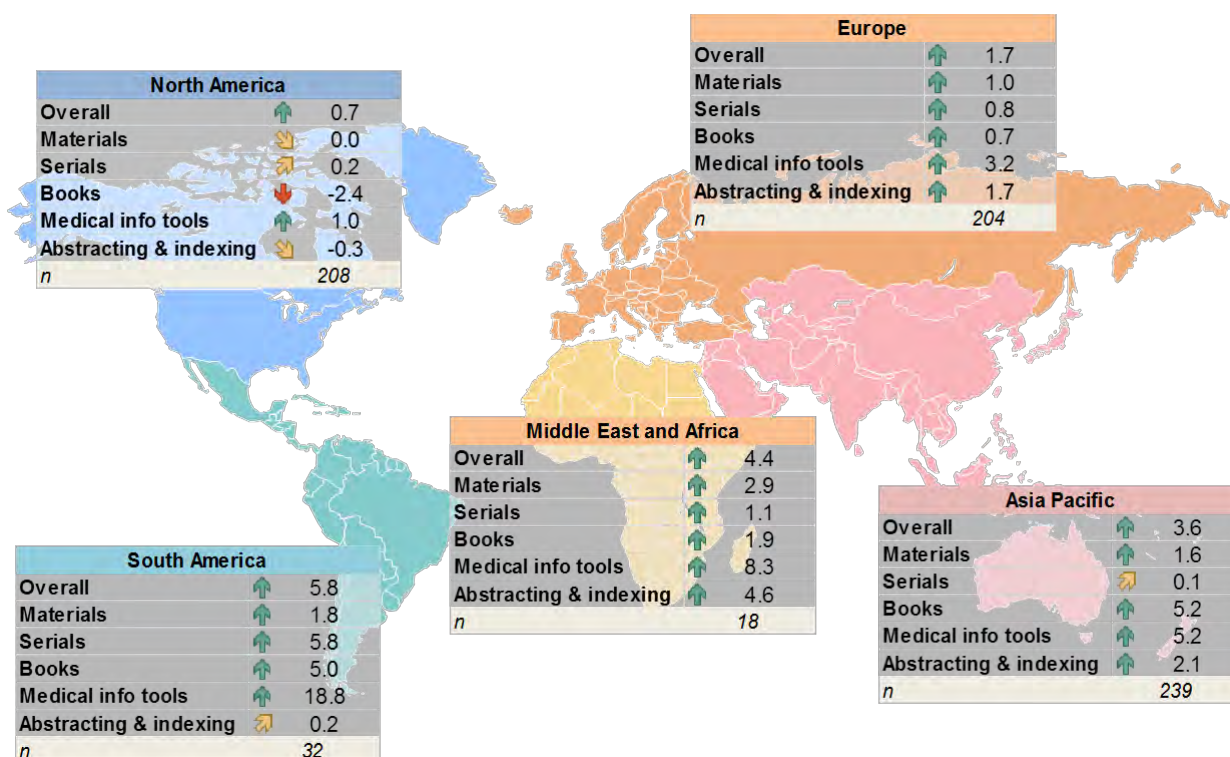 North America
Overall 0.7
Materials 0.0
Serials 0.2
Books -2.4
Medical info tools 1.0
Abstracting & indexing -0.3
n 208
Europe
Overall 1.7
Materials 1.0
Serials 0.8
Books 0.7
Medical info tools 3.2
Abstracting & indexing 1.7
n 204
Middle East and Africa
Overall 4.4
Materials 2.9
Serials 1.1
Books 1.9
Medical info tools 8.3
Abstracting & indexing 4.6
n 18
South America
Overall 5.8
Materials 1.8
Serials 5.8
Books 5.0
Medical info tools 18.8
Abstracting & indexing 0.2
n 32
Asia Pacific
Overall 3.6
Materials 1.6
Serials 0.1
Books 5.2
Medical info tools 5.2
Abstracting & indexing 2.1
n 239